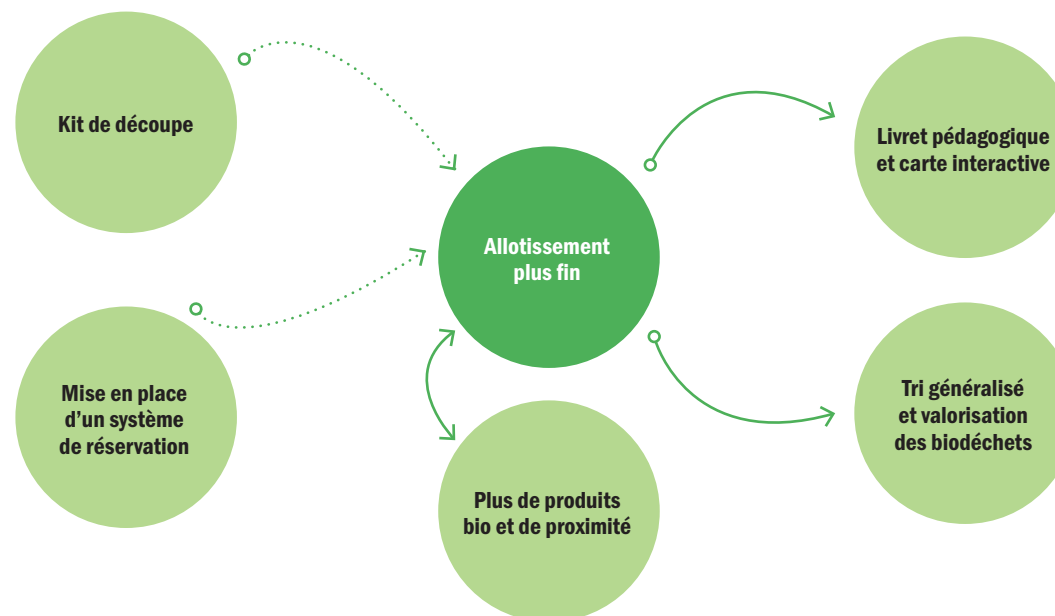 Kit de découpe
Livret pédagogique
et carte interactive
Allotissement
plus fin
Mise en place
d'un système
de réservation
Tri généralisé
et valorisation
des biodéchets
Plus de produits
bio et de proximité